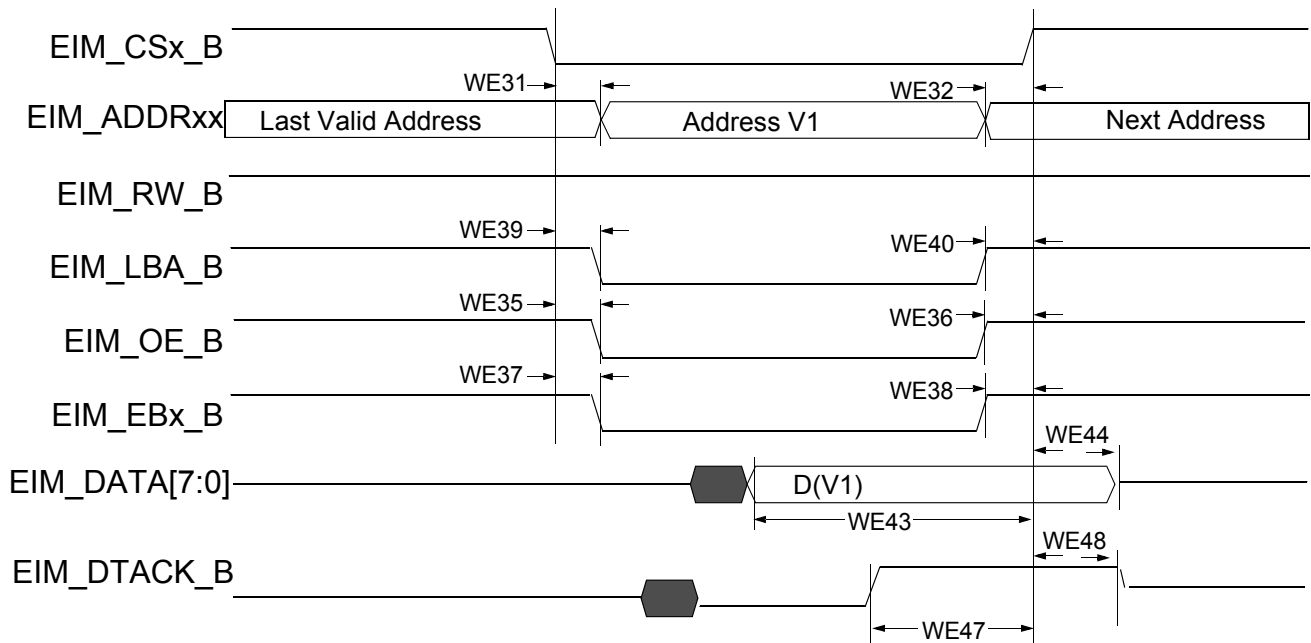 EIM_CSx_B
WE31
WE32
EIM_ADDRxx
Last Valid Address
Address V1
Next Address
EIM_RW_B
WE39
WE40
EIM_LBA_B
WE35
WE36
EIM_OE_B
WE37
WE38
EIM_EBx_B
WE44
EIM_DATA[7:0]
D(V1)
WE43
WE48
EIM_DTACK_B
WE47